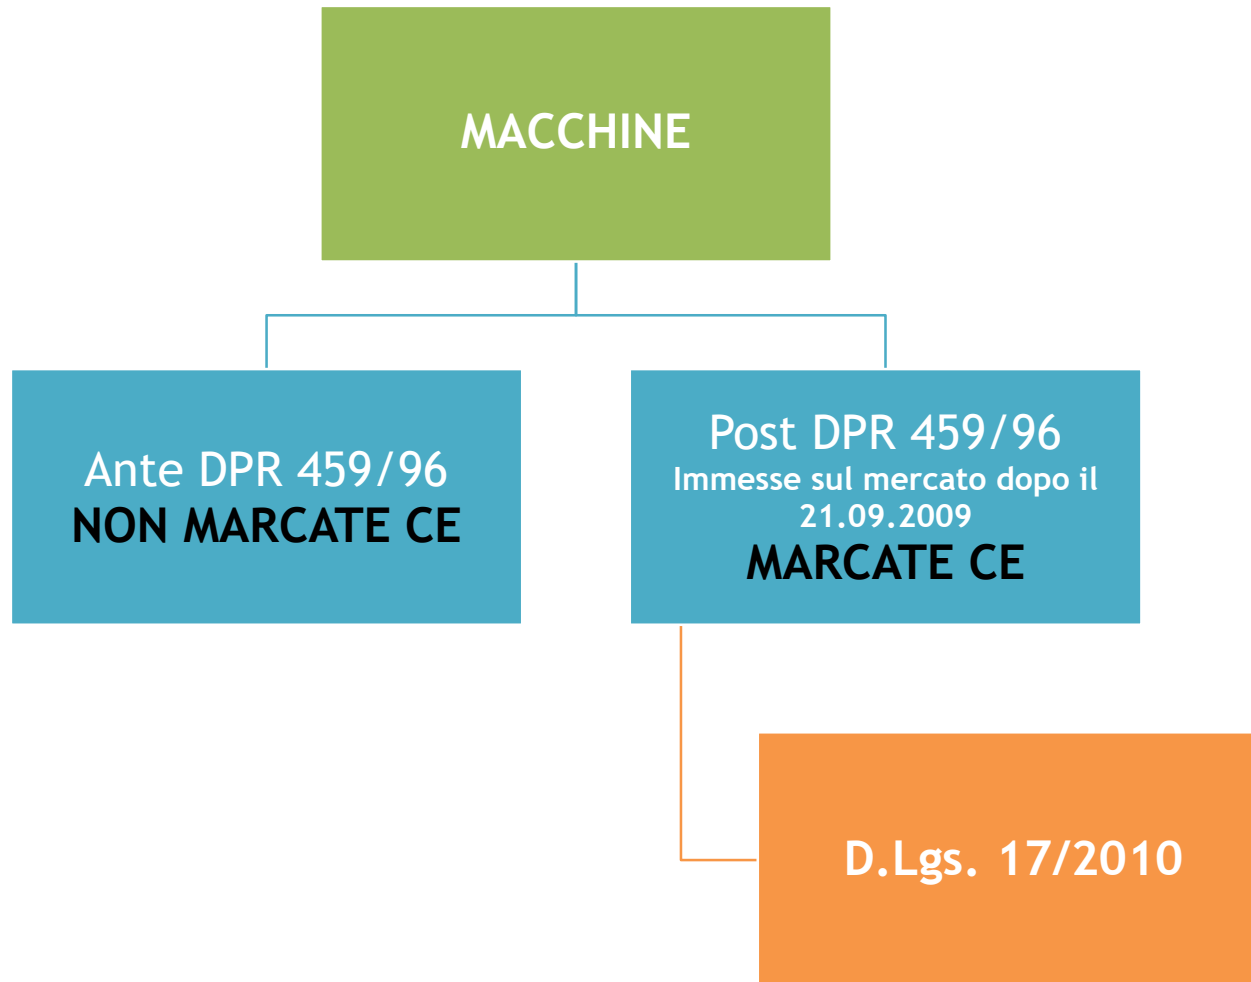 MACCHINE
Ante DPR 459/96
NON MARCATE CE
Post DPR 459/96
Immesse sul mercato dopo il
21.09.2009
MARCATE CE
D.Lgs. 17/2010